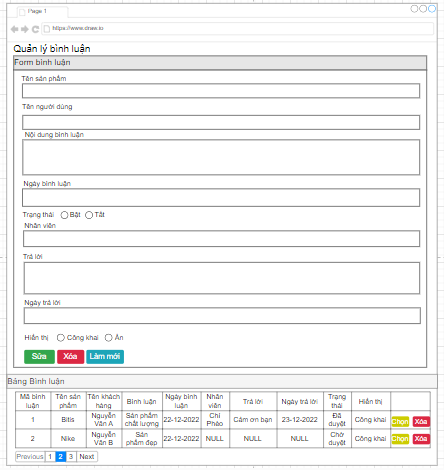 Page 1
https://www.draw.io
Quản lý bình luận
Form bình luận
Tên sản phẩm
Tên người dùng
Nội dung bình luận
Ngày bình luận
Trạng thái Bật Tắt
Nhân viên
Trả lời
Ngày trả lời
Hiển thị Công khai Ẩn
Sửa Xóa Làm mới
Bảng Bình luận
Mã bình luận Tên sản phẩm Tên khách hàng Bình luận Ngày bình luận Nhân viên Trả lời Ngày trả lời Trạng thái Hiển thị
1 Bitis Nguyễn Văn A Sản phẩm chất lượng 22-12-2022 Chí Phèo Cảm ơn bạn 23-12-2022 Đã duyệt Công khai Chọn Xóa
2 Nike Nguyễn Văn B Sản phẩm đẹp 22-12-2022 NULL NULL NULL Chờ duyệt Công khai Chọn Xóa
Previous 1 2 3 Next